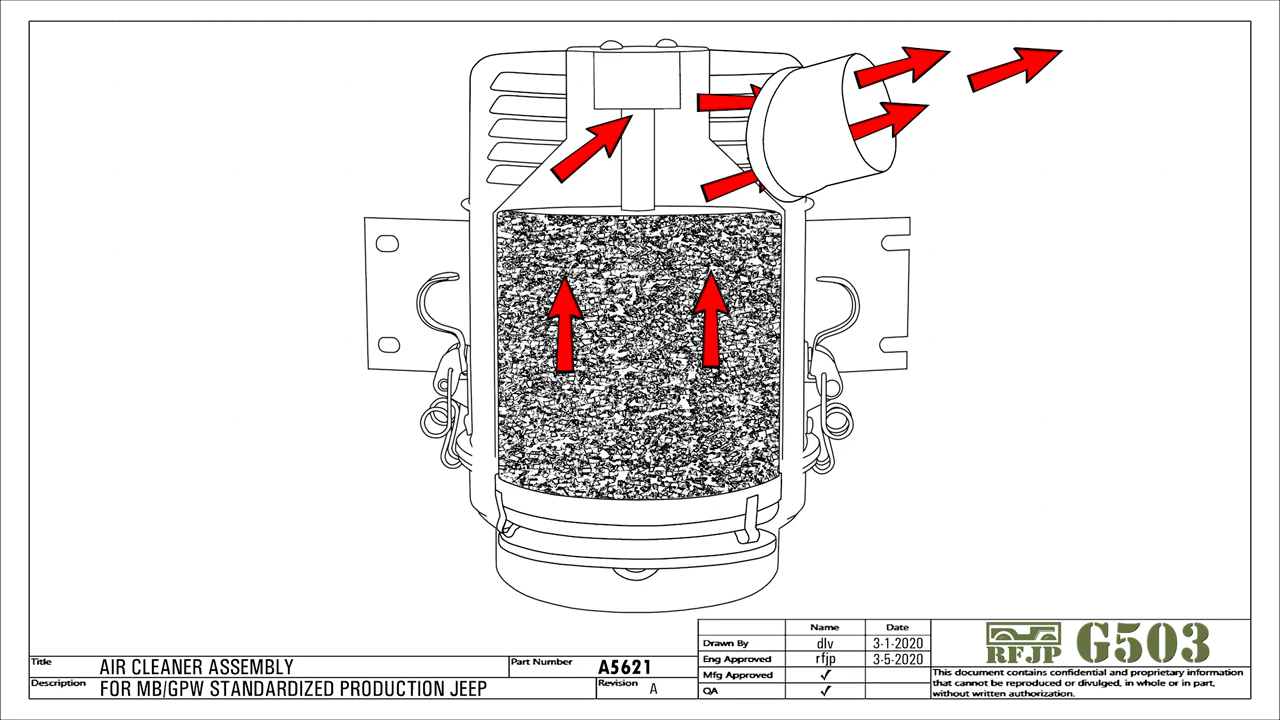 Title AIR CLEANER ASSEMBLY
Part Number A5621
Description FOR MB/GPW STANDARDIZED PRODUCTION JEEP
Revision A
Name Date
Drawn By dlv 3-1-2020
Eng Approved rfjp 3-5-2020
Mfg Approved ✓
QA ✓
RFJP G503
This document contains confidential and proprietary information
that cannot be reproduced or divulged, in whole or in part,
without written authorization.